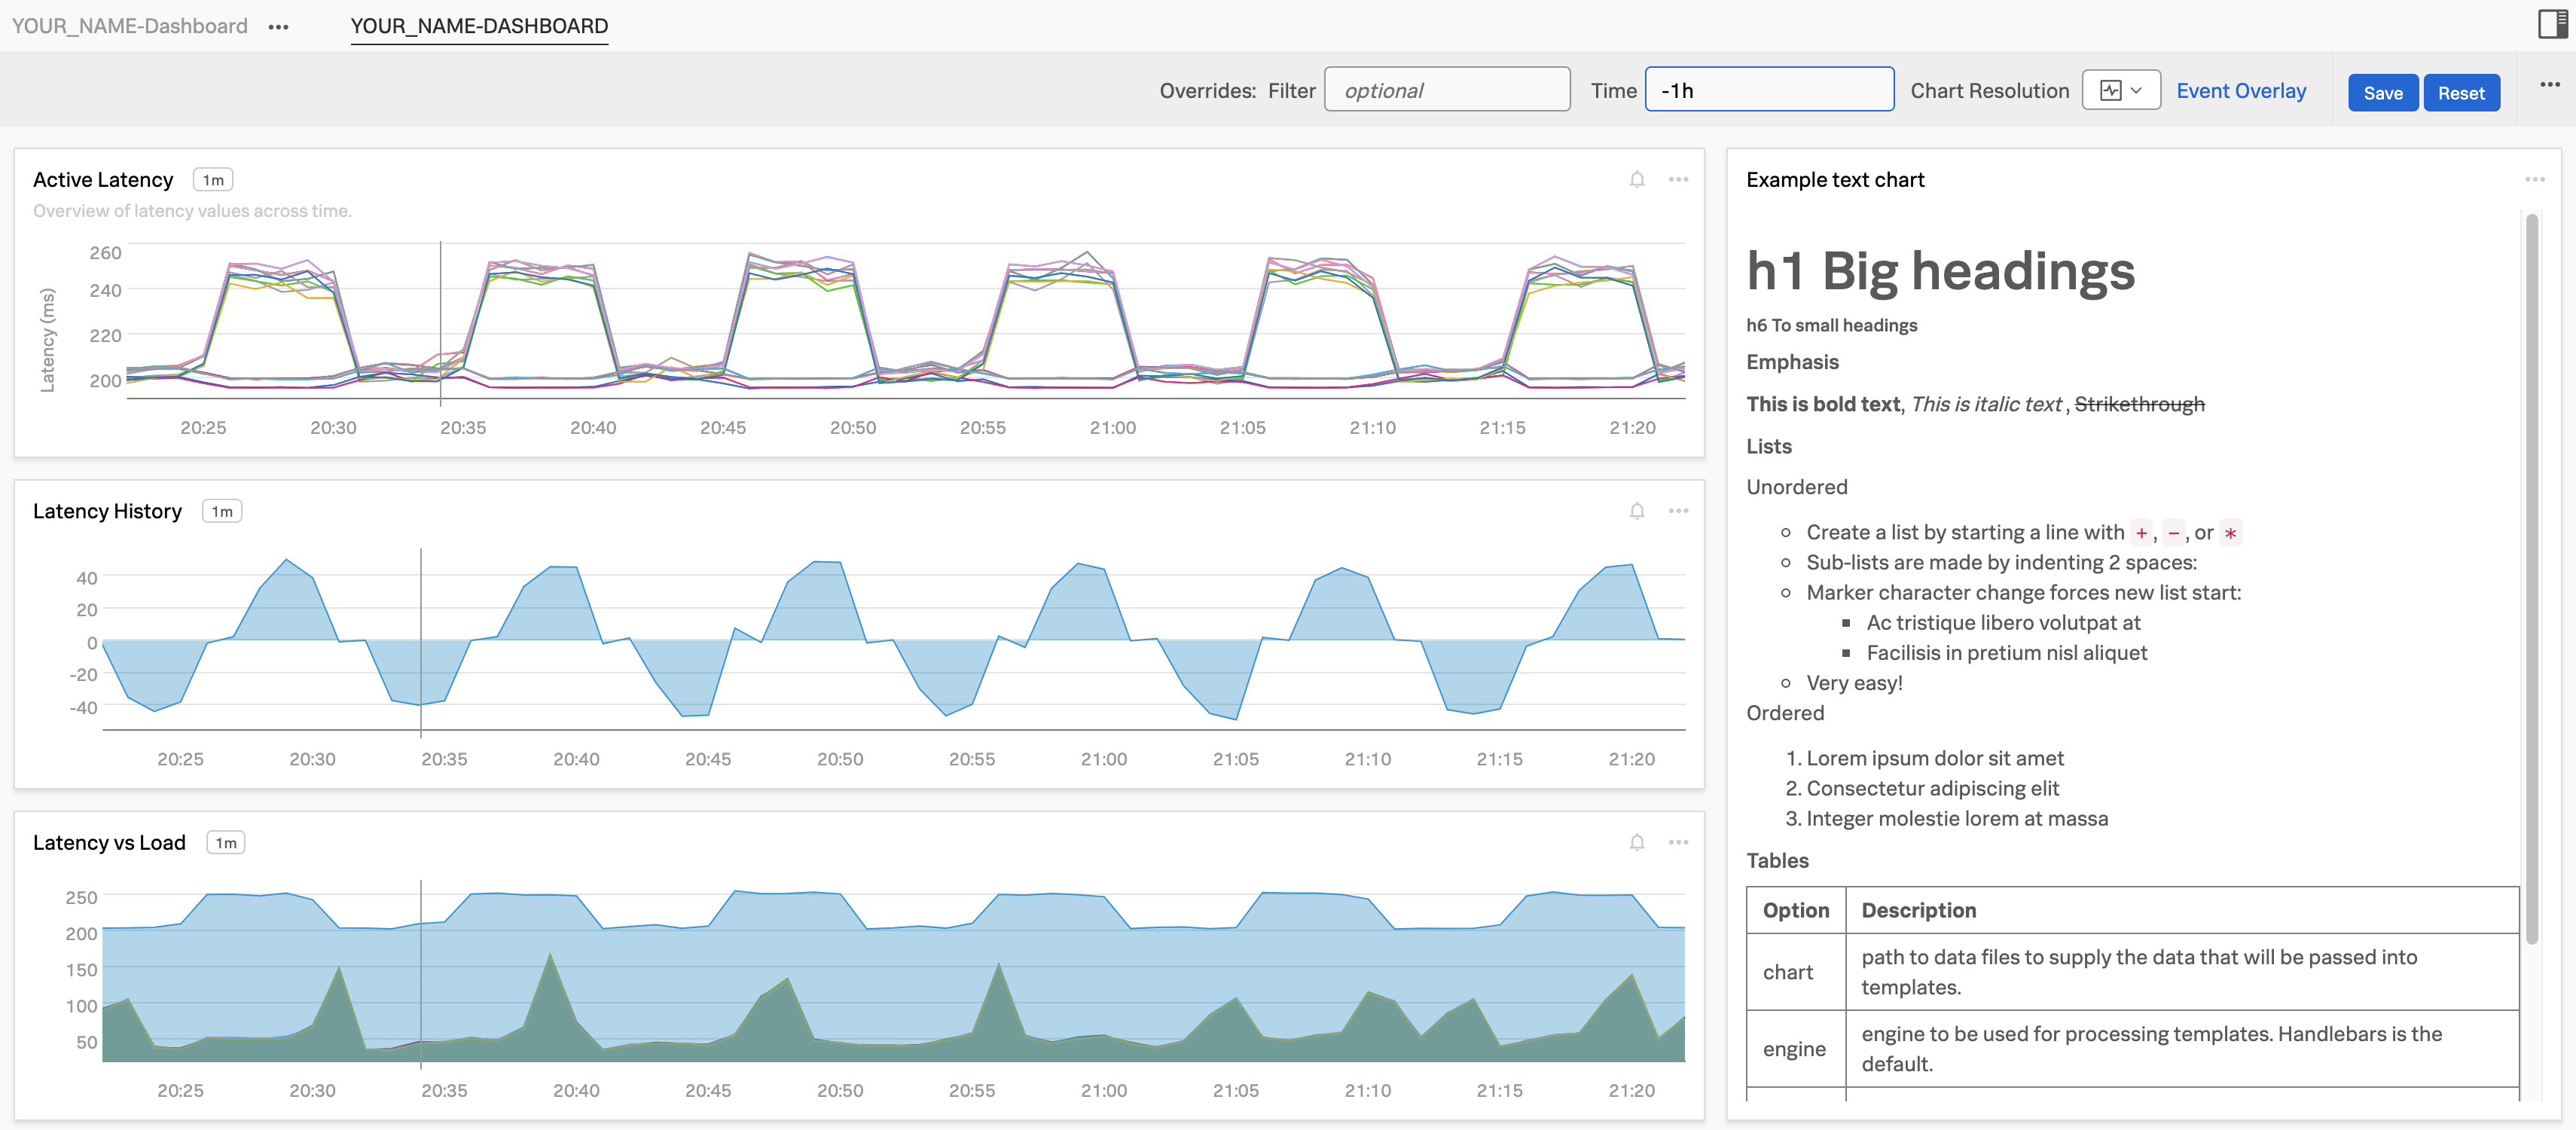 YOUR_NAME-Dashboard ••• YOUR_NAME-DASHBOARD
Overrides: Filter optional Time -1h Chart Resolution Event Overlay Save Reset •••
Active Latency 1m
Overview of latency values across time.
Latency (ms)
260
240
220
200
20:25 20:30 20:35 20:40 20:45 20:50 20:55 21:00 21:05 21:10 21:15 21:20
Latency History 1m
40
20
0
-20
-40
20:25 20:30 20:35 20:40 20:45 20:50 20:55 21:00 21:05 21:10 21:15 21:20
Latency vs Load 1m
250
200
150
100
50
20:25 20:30 20:35 20:40 20:45 20:50 20:55 21:00 21:05 21:10 21:15 21:20
Example text chart
h1 Big headings
h6 To small headings
Emphasis
This is bold text, This is italic text , Strikethrough
Lists
Unordered
Create a list by starting a line with + , - , or *
Sub-lists are made by indenting 2 spaces:
Marker character change forces new list start:
Ac tristique libero volutpat at
Facilisis in pretium nisl aliquet
Very easy!
Ordered
1. Lorem ipsum dolor sit amet
2. Consectetur adipiscing elit
3. Integer molestie lorem at massa
Tables
Option Description
chart path to data files to supply the data that will be passed into
templates.
engine engine to be used for processing templates. Handlebars is the
default.